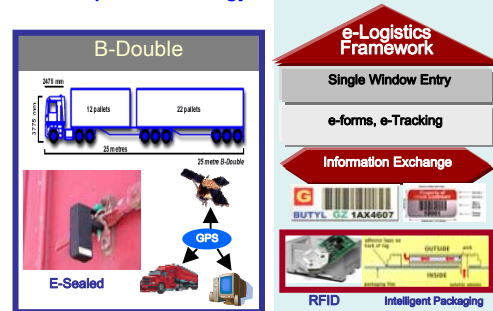 B-Double
2470 mm
3775 mm
12 pallets
22 pallets
25 metres
25 metre B-Double
GPS
E-Sealed
e-Logistics
Framework
Single Window Entry
e-forms, e-Tracking
Information Exchange
G
BUTYL GZ 1AX4607
OUTSIDE
INSIDE
RFID
Intelligent Packaging